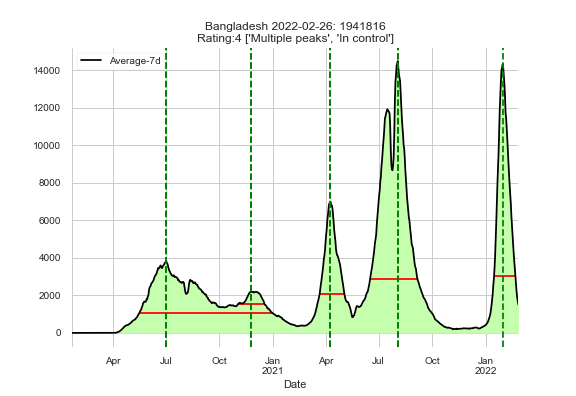 Bangladesh 2022-02-26: 1941816
Rating:4 ['Multiple peaks', 'In control']
Average-7d
14000
12000
10000
8000
6000
4000
2000
0
Apr Jul Oct Jan Apr Jul Oct Jan
2021 2022
Date